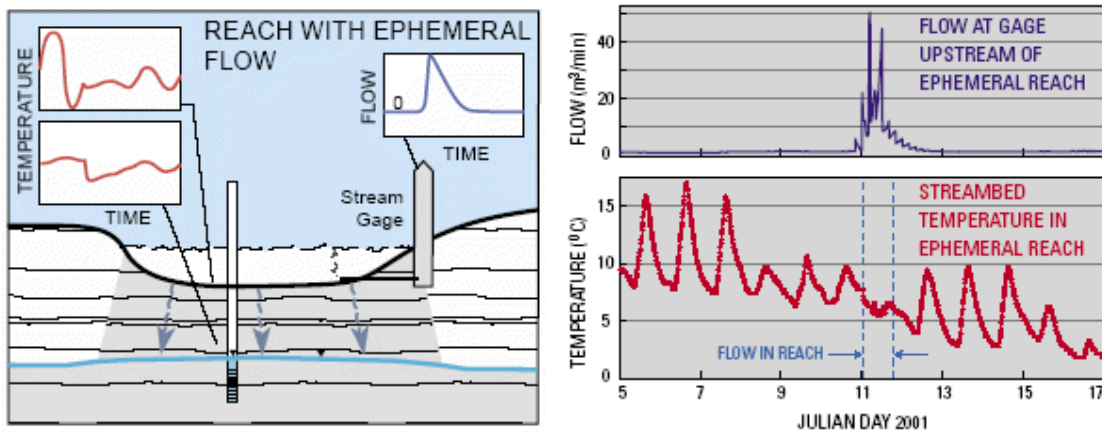 REACH WITH EPHEMERAL
FLOW
TEMPERATURE
TIME
FLOW
0
TIME
Stream
Gage
FLOW (m³/min)
40
20
0
FLOW AT GAGE
UPSTREAM OF
EPHEMERAL REACH
TEMPERATURE (°C)
15
10
5
0
STREAMBED
TEMPERATURE IN
EPHEMERAL REACH
FLOW IN REACH
5 7 9 11 13 15 17
JULIAN DAY 2001